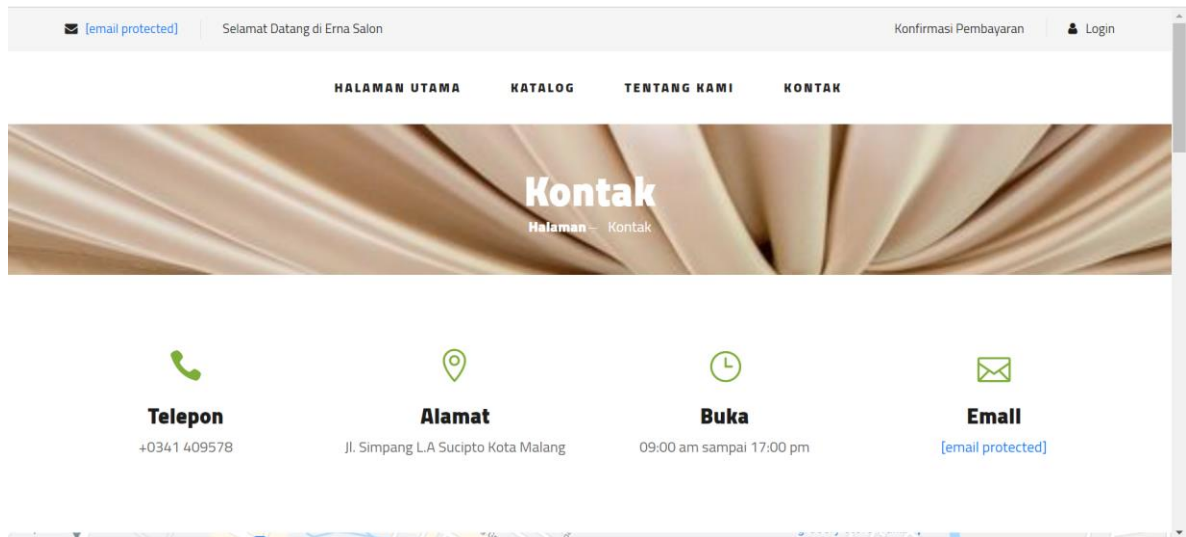 [email protected] Selamat Datang di Erna Salon Konfirmasi Pembayaran Login
HALAMAN UTAMA KATALOG TENTANG KAMI KONTAK
Kontak
Halaman – Kontak
Telepon Alamat Buka Email
+0341 409578 Jl. Simpang L.A Sucipto Kota Malang 09:00 am sampai 17:00 pm [email protected]